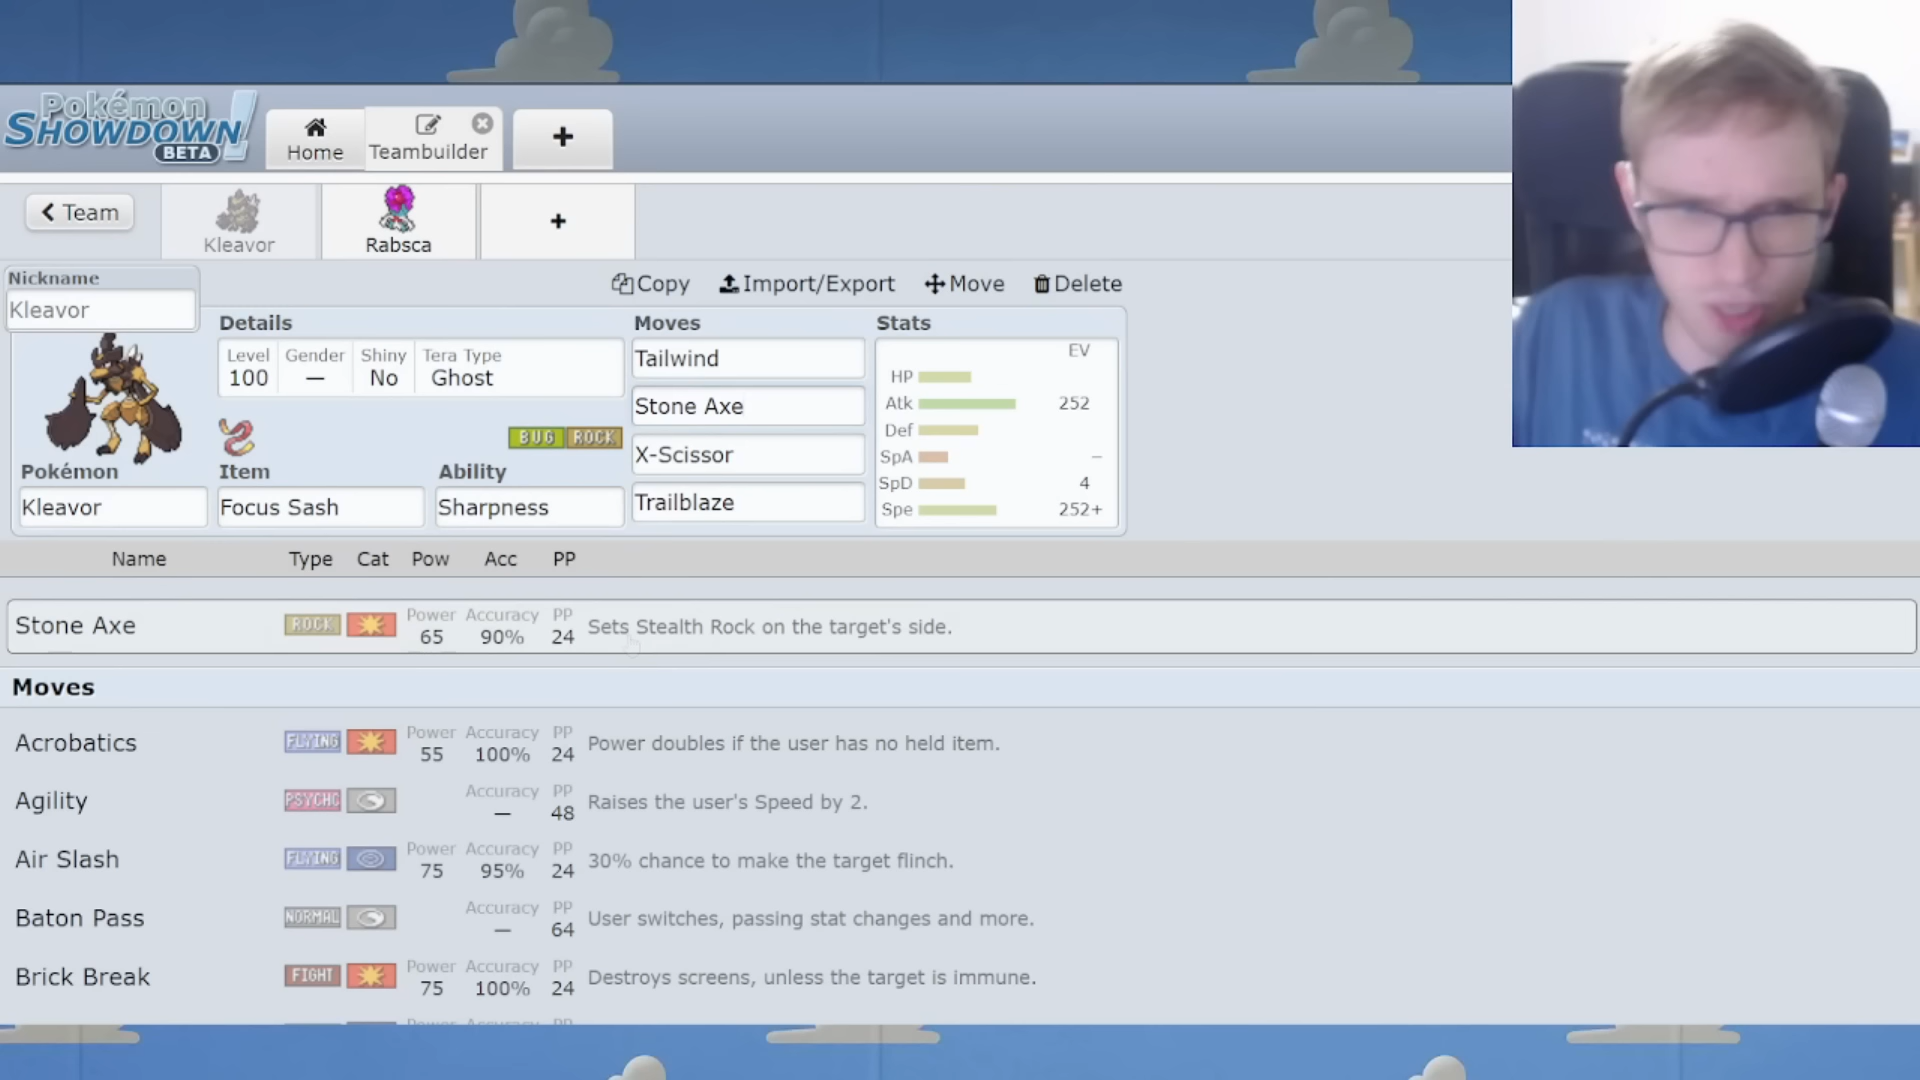 Pokémon
SHOWDOWN!
BETA
Home
Teambuilder
+
Team
Kleavor
Rabsca
+
Nickname
Kleavor
Copy
Import/Export
Move
Delete
Details
Level
100
Gender
—
Shiny
No
Tera Type
Ghost
BUG ROCK
Pokémon
Kleavor
Item
Focus Sash
Ability
Sharpness
Moves
Tailwind
Stone Axe
X-Scissor
Trailblaze
Stats
EV
HP
Atk 252
Def
SpA –
SpD 4
Spe 252+
Name Type Cat Pow Acc PP
Stone Axe ROCK Power 65 Accuracy 90% PP 24 Sets Stealth Rock on the target's side.
Moves
Acrobatics FLYING Power 55 Accuracy 100% PP 24 Power doubles if the user has no held item.
Agility PSYCHC Accuracy — PP 48 Raises the user's Speed by 2.
Air Slash FLYING Power 75 Accuracy 95% PP 24 30% chance to make the target flinch.
Baton Pass NORMAL Accuracy — PP 64 User switches, passing stat changes and more.
Brick Break FIGHT Power 75 Accuracy 100% PP 24 Destroys screens, unless the target is immune.